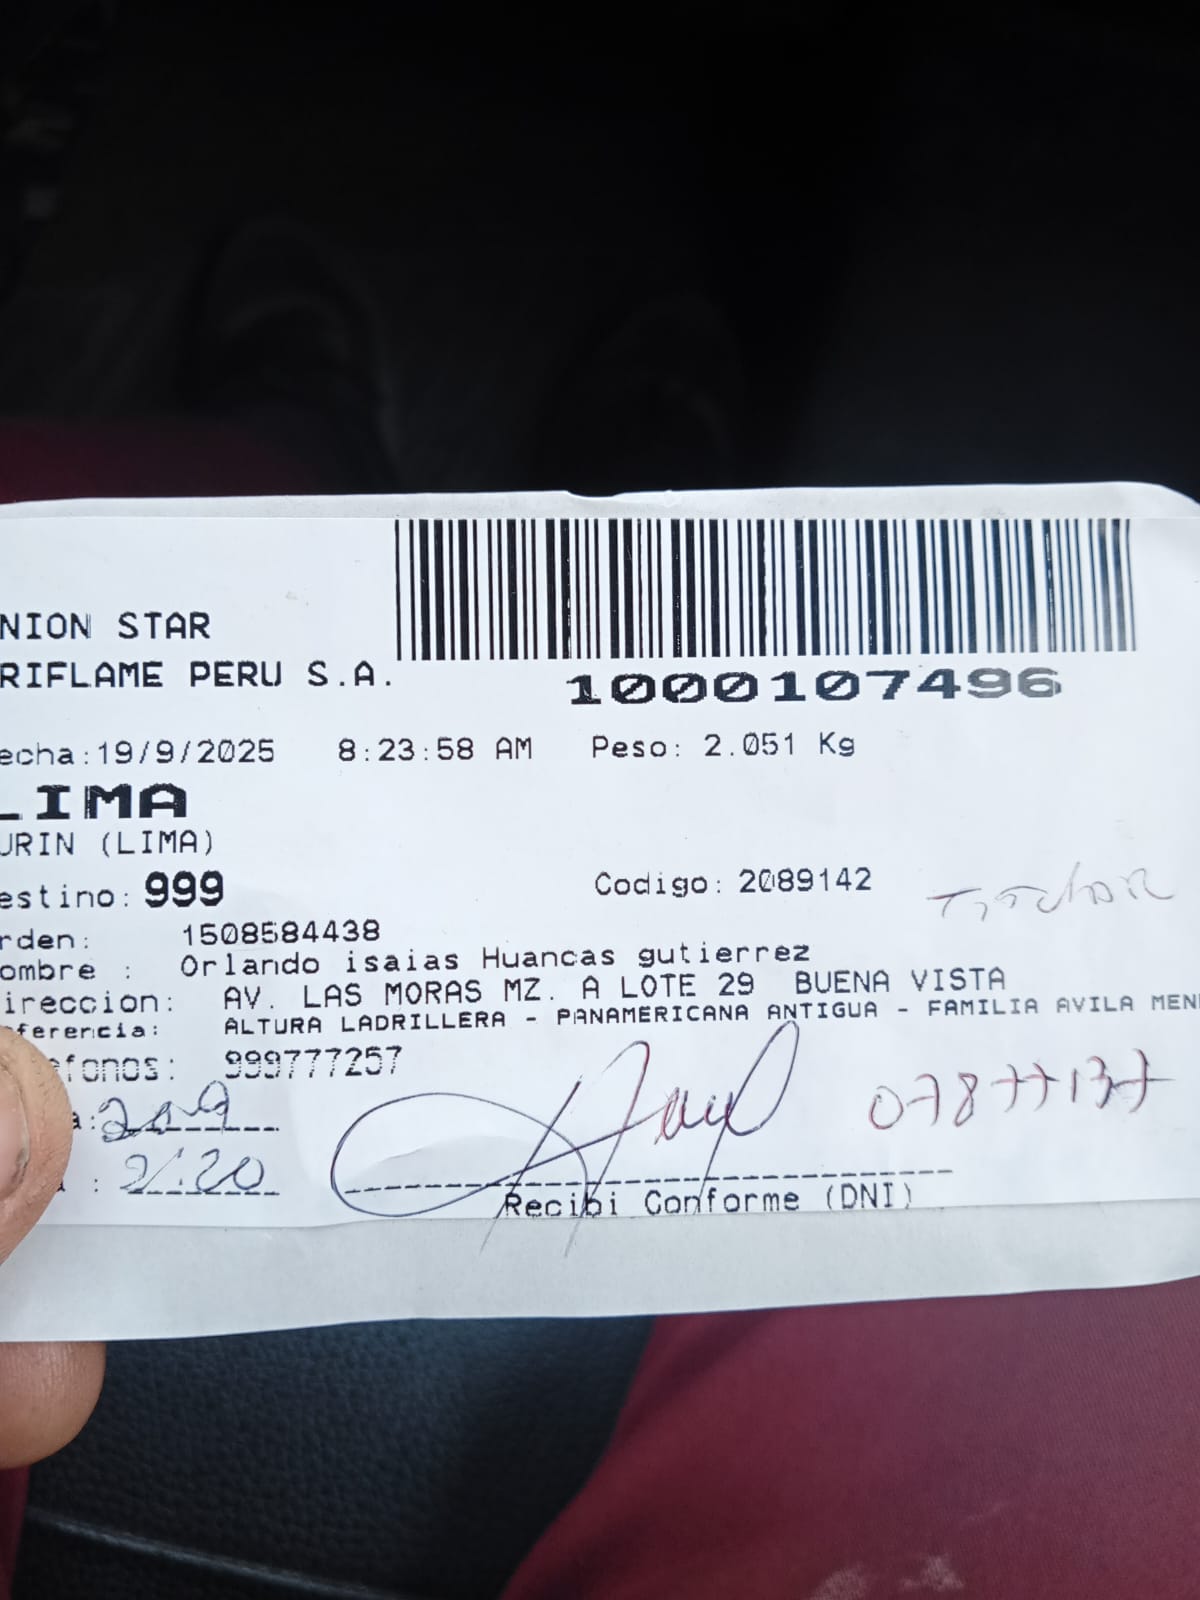 NION STAR
RIFLAME PERU S.A.
1000107496
echa:19/9/2025 8:23:58 AM Peso: 2.051 Kg
LIMA
URIN (LIMA)
estino: 999 Codigo: 2089142
rden: 1508584438
ombre : Orlando isaias Huancas gutierrez
ireccion: AV. LAS MORAS MZ. A LOTE 29 BUENA VISTA
ferencia: ALTURA LADRILLERA - PANAMERICANA ANTIGUA - FAMILIA AVILA MEN
efonos: 999777257
a: 07877137
: 2:20
Recibi Conforme (DNI)